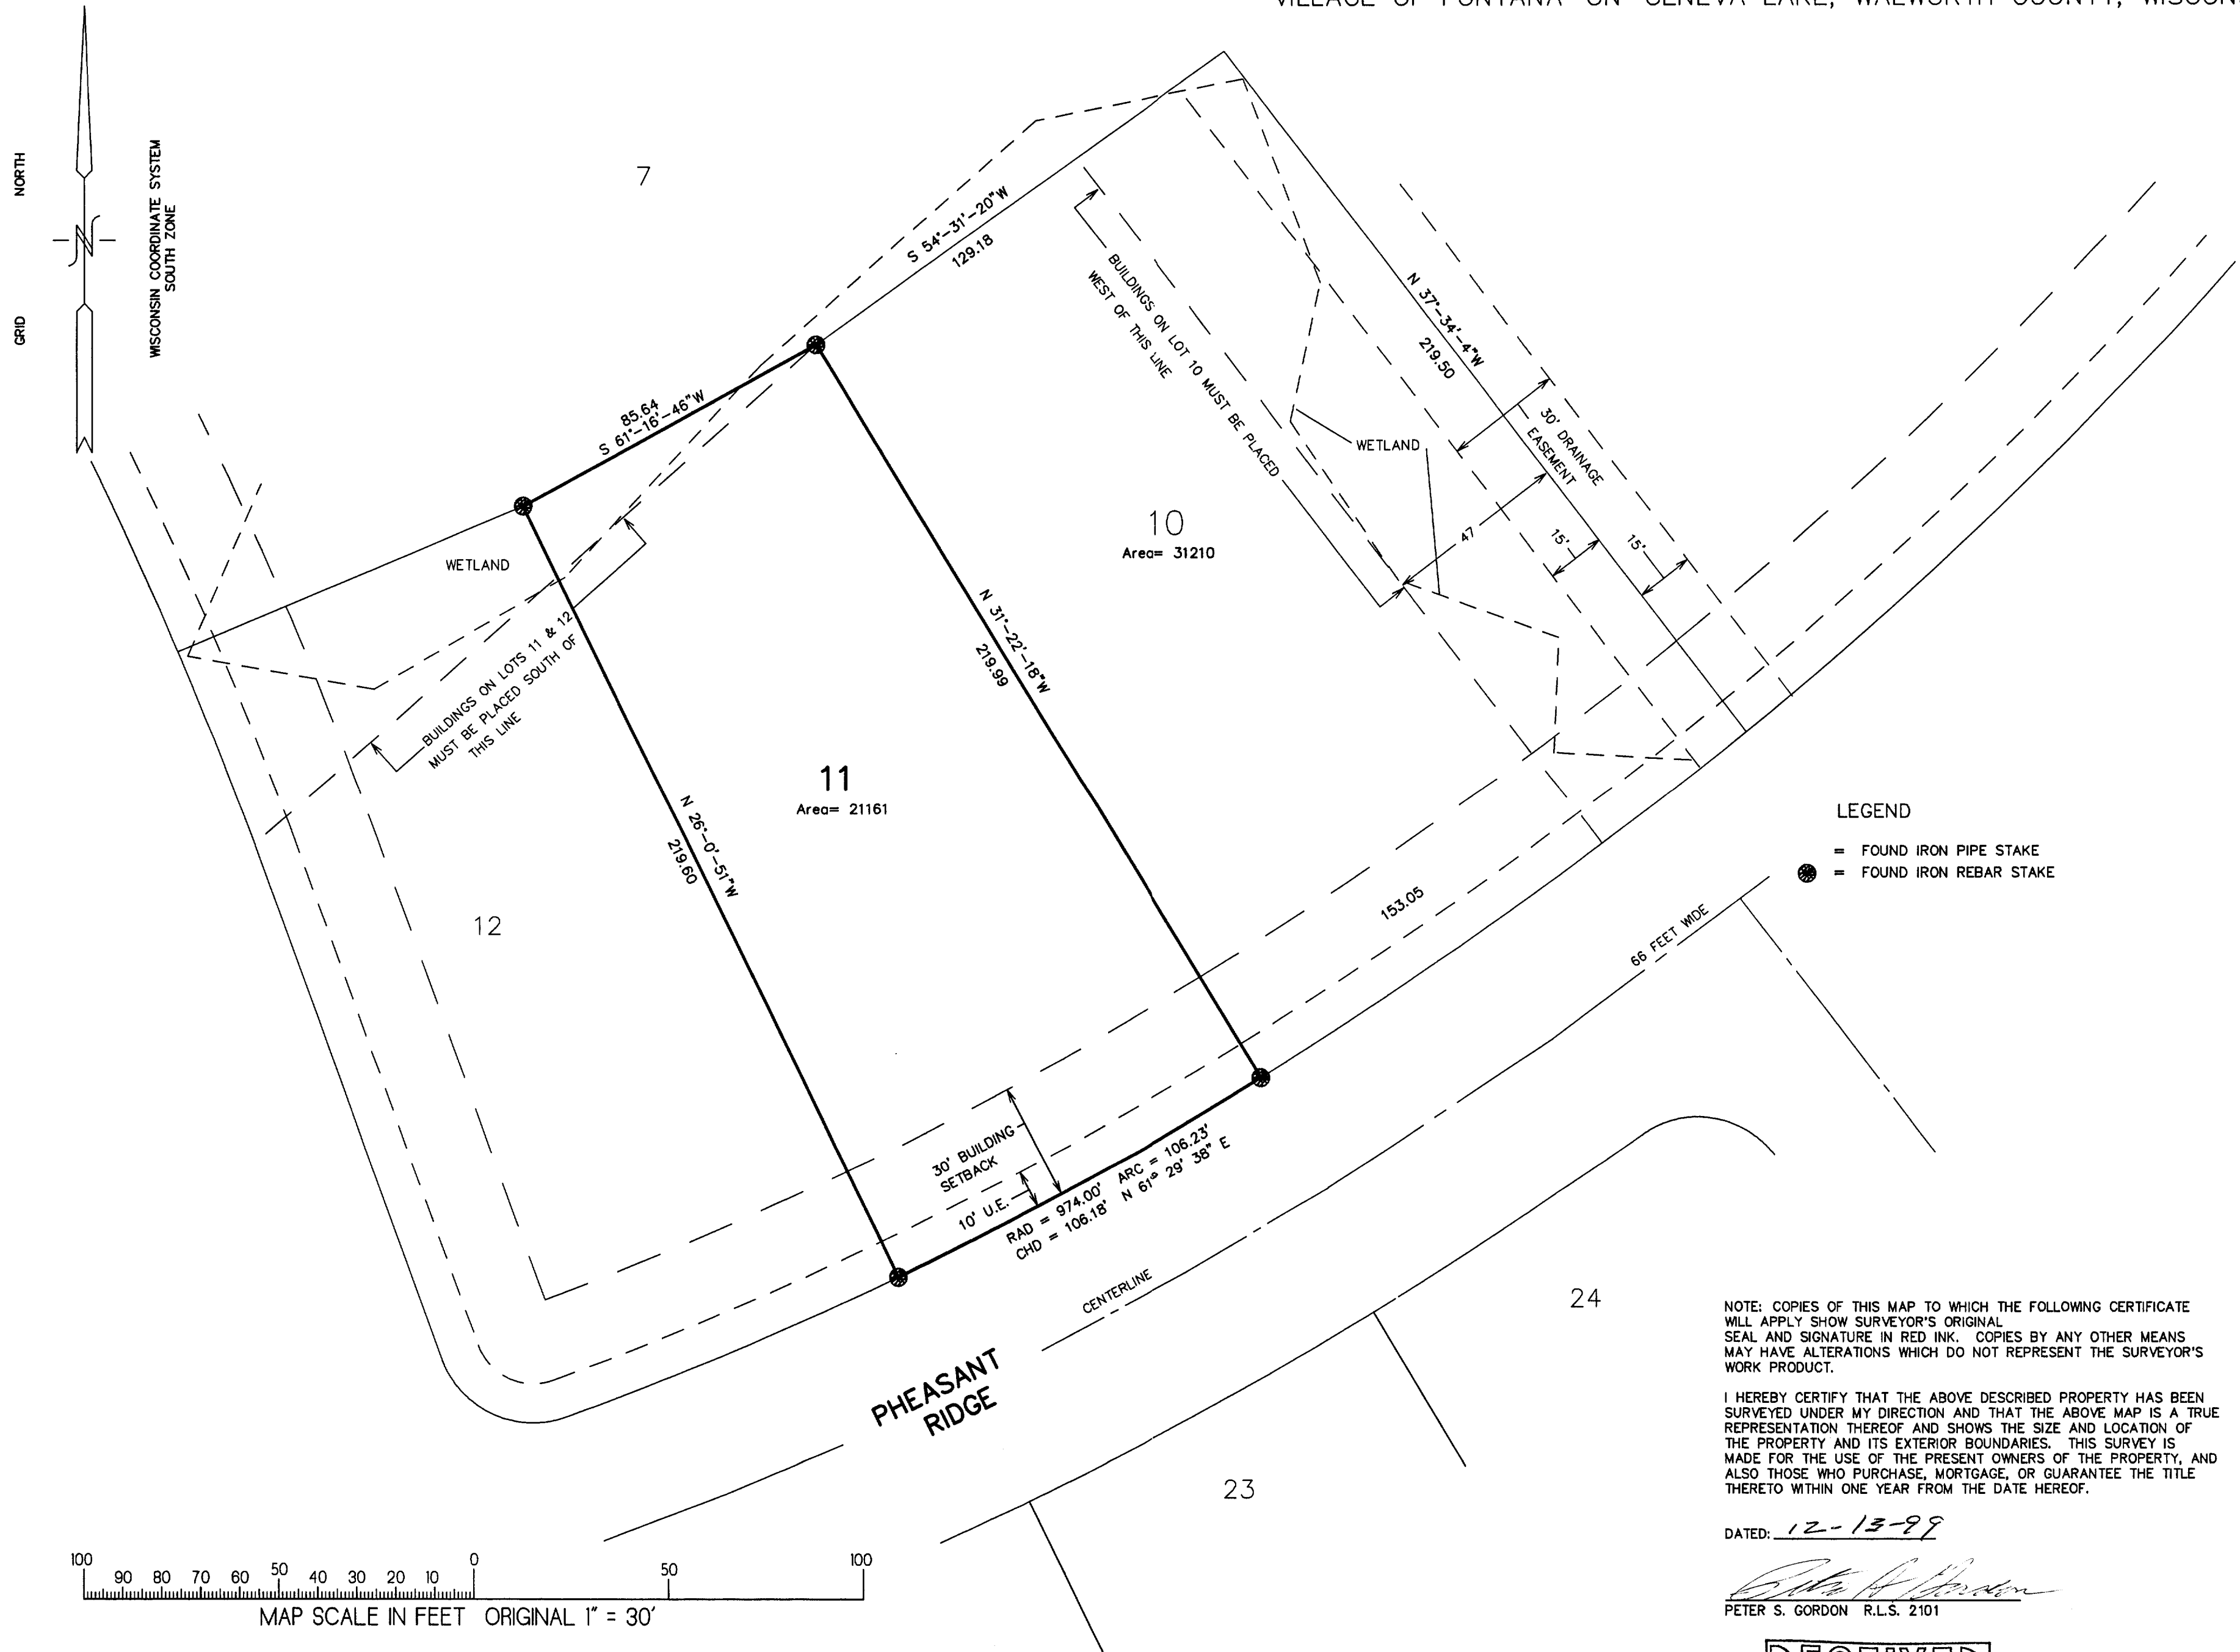 VILLAGE OF FONTANA ON GENEVA LAKE, WALWORTH COUNTY, WISCONS
GRID NORTH
WISCONSIN COORDINATE SYSTEM
SOUTH ZONE
7
S 54°-31'-20"W
129.18
85.64
S 61°-16'-46"W
BUILDINGS ON LOT 10 MUST BE PLACED
WEST OF THIS LINE
N 37°-34'-4"W
219.50
30' DRAINAGE
EASEMENT
WETLAND
47
15'
15'
10
Area= 31210
WETLAND
BUILDINGS ON LOTS 11 & 12
MUST BE PLACED SOUTH OF
THIS LINE
N 31°-22'-18"W
219.99
11
Area= 21161
N 26°-0'-51"W
219.60
12
LEGEND
= FOUND IRON PIPE STAKE
= FOUND IRON REBAR STAKE
153.05
66 FEET WIDE
30' BUILDING
SETBACK
10' U.E.
RAD = 974.00' ARC = 106.23'
CHD = 106.18' N 61° 29' 38" E
CENTERLINE
PHEASANT
RIDGE
24
23
NOTE: COPIES OF THIS MAP TO WHICH THE FOLLOWING CERTIFICATE
WILL APPLY SHOW SURVEYOR'S ORIGINAL
SEAL AND SIGNATURE IN RED INK. COPIES BY ANY OTHER MEANS
MAY HAVE ALTERATIONS WHICH DO NOT REPRESENT THE SURVEYOR'S
WORK PRODUCT.
I HEREBY CERTIFY THAT THE ABOVE DESCRIBED PROPERTY HAS BEEN
SURVEYED UNDER MY DIRECTION AND THAT THE ABOVE MAP IS A TRUE
REPRESENTATION THEREOF AND SHOWS THE SIZE AND LOCATION OF
THE PROPERTY AND ITS EXTERIOR BOUNDARIES. THIS SURVEY IS
MADE FOR THE USE OF THE PRESENT OWNERS OF THE PROPERTY, AND
ALSO THOSE WHO PURCHASE, MORTGAGE, OR GUARANTEE THE TITLE
THERETO WITHIN ONE YEAR FROM THE DATE HEREOF.
DATED: 12-13-99
PETER S. GORDON R.L.S. 2101
RECEIVED
100 90 80 70 60 50 40 30 20 10 0 50 100
MAP SCALE IN FEET ORIGINAL 1" = 30'